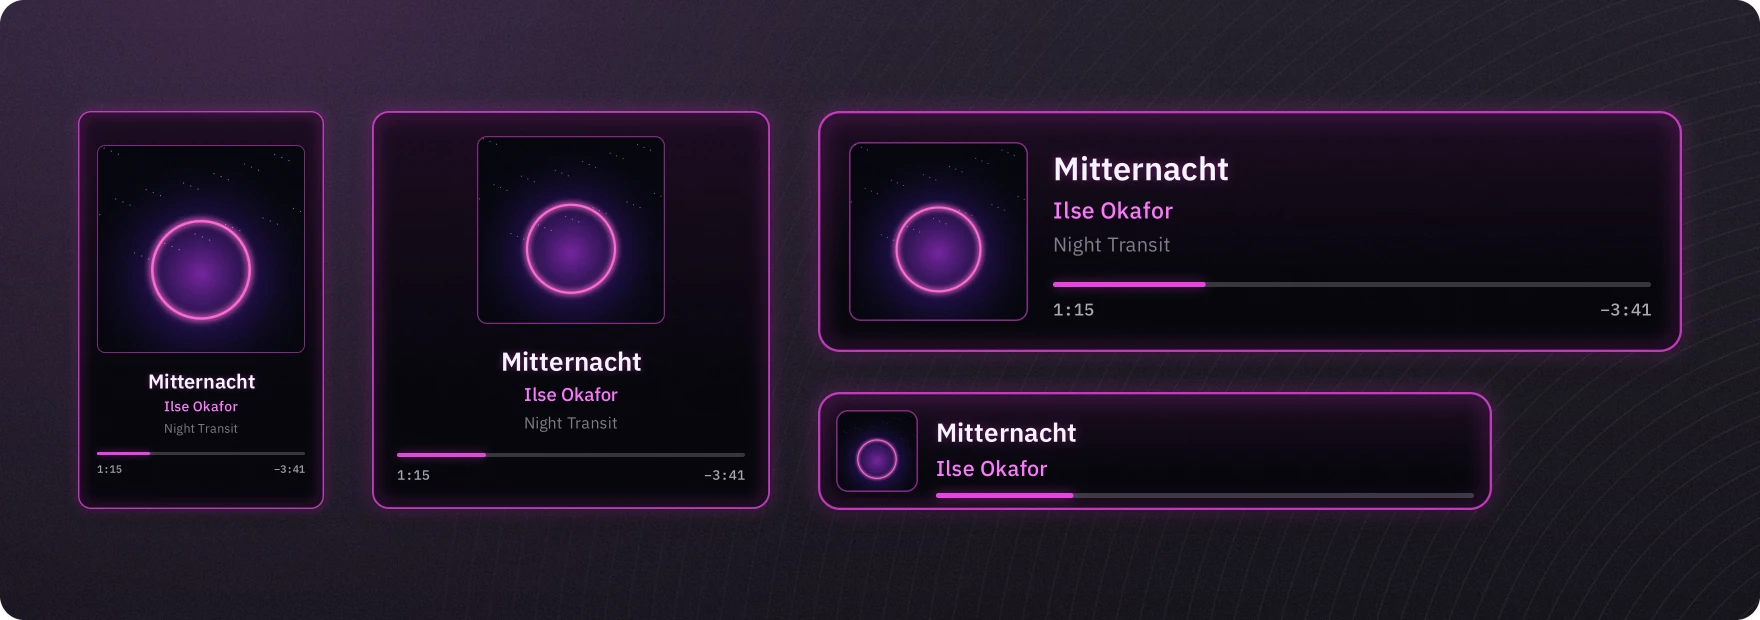 Mitternacht
Ilse Okafor
Night Transit
1:15 −3:41
Mitternacht
Ilse Okafor
Night Transit
1:15 −3:41
Mitternacht
Ilse Okafor
Night Transit
1:15 −3:41
Mitternacht
Ilse Okafor